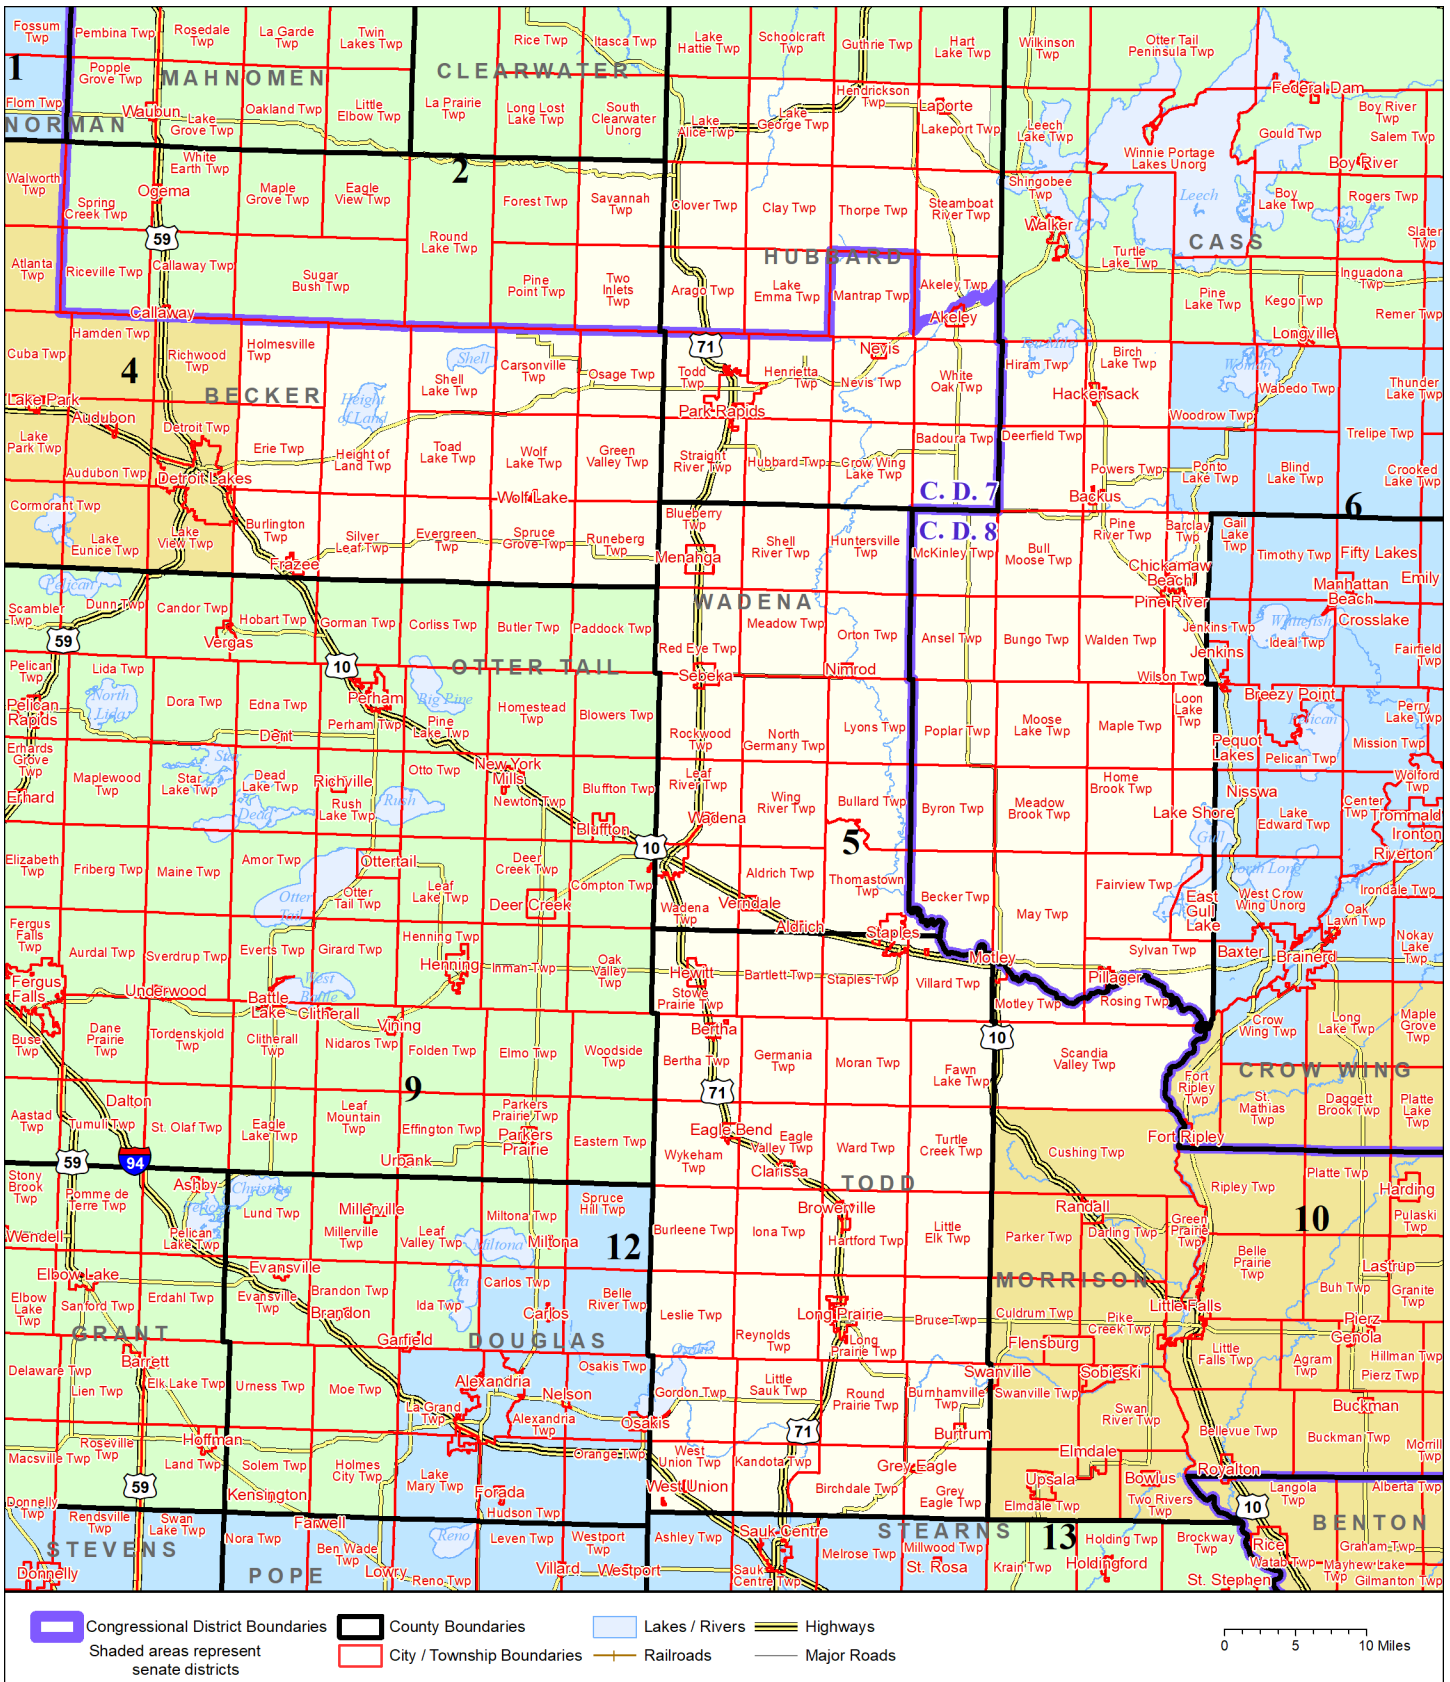 Fossum
Twp
Pembina Twp
Rosedale
Twp
La Garde
Twp
Twin
Lakes Twp
Rice Twp
Itasca Twp
Lake
Hattie Twp
Schoolcraft
Twp
Guthrie Twp
Hart
Lake Twp
Wilkinson
Twp
Otter Tail
Peninsula Twp
1
Popple
Grove Twp
MAHNOMEN
CLEARWATER
Flom Twp
Waubun
Lake
Grove Twp
Oakland Twp
Little
Elbow Twp
La Prairie
Twp
Long Lost
Lake Twp
South
Clearwater
Unorg
Lake
Alice Twp
Lake
George Twp
Hendrickson
Twp
Laporte
Lakeport Twp
Leech
Lake Twp
Federal Dam
Boy River
Twp
Gould Twp
Salem Twp
NORMAN
Winnie Portage
Lakes Unorg
Boy River
Walworth
Twp
White
Earth Twp
Ogema
Spring
Creek Twp
Maple
Grove Twp
Eagle
View Twp
2
Forest Twp
Savannah
Twp
Clover Twp
Clay Twp
Thorpe Twp
Steamboat
River Twp
Shingobee
Twp
Walker
Leech
Boy
Lake Twp
Rogers Twp
Boy
Slater
Twp
59
Round
Lake Twp
HUBBARD
Turtle
Lake Twp
CASS
Atlanta
Twp
Riceville Twp
Callaway Twp
Sugar
Bush Twp
Pine
Point Twp
Two
Inlets
Twp
Arago Twp
Lake
Emma Twp
Mantrap Twp
Akeley Twp
Akeley
Pine
Lake Twp
Kego Twp
Inguadona
Twp
Remer Twp
Callaway
Hamden Twp
Longville
Cuba Twp
4
Richwood
Twp
Holmesville
Twp
Shell
Shell
Lake Twp
Carsonville
Twp
Osage Twp
71
Todd
Twp
Henrietta
Twp
Nevis
Nevis Twp
White
Oak Twp
Hiram Twp
Ten Mile
Birch
Lake Twp
Woman
Wabedo Twp
Thunder
Lake Twp
BECKER
Lake Park
Audubon
Height
of Land
Park Rapids
Hackensack
Woodrow Twp
Lake
Park Twp
Detroit Twp
Audubon Twp
Detroit Lakes
Erie Twp
Height of
Land Twp
Toad
Lake Twp
Wolf
Lake Twp
Green
Valley Twp
Straight
River Twp
Hubbard Twp
Crow Wing
Lake Twp
Badoura Twp
Deerfield Twp
Powers Twp
Backus
Ponto
Lake Twp
Blind
Lake Twp
Trelipe Twp
Crooked
Lake Twp
Cormorant Twp
Wolf Lake
C. D. 7
C. D. 8
6
Lake
Eunice Twp
Lake
View Twp
Burlington
Twp
Frazee
Silver
Leaf Twp
Evergreen
Twp
Spruce
Grove Twp
Runeberg
Twp
Blueberry
Twp
Menahga
Shell
River Twp
Huntersville
Twp
McKinley Twp
Bull
Moose Twp
Pine
River Twp
Barclay
Twp
Gail
Lake
Twp
Timothy Twp
Fifty Lakes
Chickamaw
Beach
Manhattan
Beach
Emily
Pelican
Scambler
Twp
Dunn Twp
Candor Twp
Hobart Twp
Gorman Twp
Corliss Twp
Butler Twp
Paddock Twp
WADENA
Meadow Twp
Orton Twp
Ansel Twp
Bungo Twp
Walden Twp
Pine River
Jenkins Twp
Jenkins
Whitefish
Ideal Twp
Crosslake
Fairfield
Twp
59
Vergas
10
OTTER TAIL
Red Eye Twp
Sebeka
Nimrod
Wilson Twp
Pelican
Twp
Lida Twp
Pelican
Rapids
North
Lida
Dora Twp
Edna Twp
Perham
Perham Twp
Big Pine
Pine
Lake Twp
Homestead
Twp
Blowers Twp
Rockwood
Twp
North
Germany Twp
Lyons Twp
Poplar Twp
Moose
Lake Twp
Maple Twp
Loon
Lake
Twp
Breezy Point
Pelican
Perry
Lake Twp
Pequot
Lakes
Pelican Twp
Mission Twp
Dent
Erhards
Grove
Twp
Erhard
Maplewood
Twp
Star
Star
Lake Twp
Dead
Lake Twp
Richville
Rush
Lake Twp
Rush
Dead
Otto Twp
New York
Mills
Newton Twp
Bluffton Twp
Leaf
River Twp
Wadena
Wing
River Twp
Bullard Twp
Byron Twp
Meadow
Brook Twp
Home
Brook Twp
Lake Shore
Nisswa
Lake
Edward Twp
Center
Twp
Wolford
Twp
Trommald
Ironton
Riverton
Bluffton
10
5
Gull
Elizabeth
Twp
Friberg Twp
Maine Twp
Amor Twp
Ottertail
Otter
Tail
Otter
Tail Twp
Leaf
Lake Twp
Deer
Creek Twp
Deer Creek
Compton Twp
Wadena
Twp
Aldrich Twp
Verndale
Aldrich
Thomastown
Twp
Staples
Becker Twp
May Twp
Fairview Twp
East
Gull
Lake
North Long
West Crow
Wing Unorg
Oak
Lawn Twp
Irondale Twp
Fergus
Falls
Twp
Aurdal Twp
Sverdrup Twp
Everts Twp
Girard Twp
Henning Twp
Henning
Inman Twp
Oak
Valley
Twp
Hewitt
Stowe
Prairie Twp
Bartlett Twp
Staples Twp
Villard Twp
Motley
Motley Twp
Sylvan Twp
Pillager
Rosing Twp
Baxter
Brainerd
Nokay
Lake
Twp
Fergus
Falls
Underwood
Battle
Lake
West
Battle
Clitherall
Vining
Buse
Twp
Dane
Prairie
Twp
Tordenskjold
Twp
Clitherall
Twp
Nidaros Twp
Folden Twp
Elmo Twp
Woodside
Twp
Bertha
Bertha Twp
Germania
Twp
Moran Twp
Fawn
Lake Twp
10
Scandia
Valley Twp
Crow
Wing Twp
Long
Lake Twp
Maple
Grove
Twp
CROW WING
Fort
Ripley
Twp
St.
Mathias
Twp
Daggett
Brook Twp
Platte
Lake
Twp
9
71
Dalton
Aastad
Twp
Tumuli Twp
St. Olaf Twp
Eagle
Lake Twp
Leaf
Mountain
Twp
Effington Twp
Parkers
Prairie Twp
Parkers
Prairie
Eastern Twp
Eagle Bend
Eagle
Valley Twp
Ward Twp
Turtle
Creek Twp
Cushing Twp
Fort Ripley
59
94
Urbank
Wykeham
Twp
Clarissa
TODD
Stony
Brook
Twp
Pomme de
Terre Twp
Ashby
Christina
Pelican
Pelican
Lake Twp
Lund Twp
Millerville
Millerville
Twp
Leaf
Valley Twp
Miltona Twp
Miltona
Miltona
Spruce
Hill Twp
12
Browerville
Burleene Twp
Iona Twp
Hartford Twp
Little
Elk Twp
Randall
Parker Twp
Darling Twp
Green
Prairie
Twp
Ripley Twp
Platte Twp
Harding
10
Pulaski
Twp
Belle
Prairie
Twp
Wendell
Elbow Lake
Evansville
Ida
Carlos Twp
MORRISON
Buh Twp
Lastrup
Granite
Twp
Elbow
Lake
Twp
Sanford Twp
Erdahl Twp
Evansville
Twp
Brandon Twp
Brandon
Ida Twp
Carlos
Belle
River Twp
Leslie Twp
Reynolds
Twp
Long Prairie
Long
Prairie Twp
Bruce Twp
Culdrum Twp
Flensburg
Pike
Creek Twp
Little Falls
Little
Falls Twp
Pierz
Genola
GRANT
Garfield
DOUGLAS
Osakis
Agram
Twp
Hillman Twp
Pierz Twp
Delaware Twp
Barrett
Lien Twp
Elk Lake Twp
Urness Twp
Moe Twp
La Grand
Twp
Alexandria
Nelson
Alexandria
Twp
Osakis Twp
Osakis
Gordon Twp
Little
Sauk Twp
Round
Prairie Twp
Burnhamville
Twp
Burtrum
Swanville
Swanville Twp
Sobieski
Swan
River Twp
Bellevue Twp
Buckman
Buckman Twp
Morrill
Twp
71
Macsville Twp
Roseville
Twp
Hoffman
Land Twp
Solem Twp
Holmes
City Twp
Lake
Mary Twp
Orange Twp
West
Union Twp
West Union
Kandota Twp
Grey Eagle
Birchdale Twp
Grey
Eagle Twp
Upsala
Elmdale
Elmdale Twp
Bowlus
Two Rivers
Twp
Royalton
59
Kensington
Forada
Hudson Twp
10
Langola
Twp
Alberta Twp
Donnelly
Twp
Rendsville
Twp
Swan
Lake Twp
Nora Twp
Farwell
Ben Wade
Twp
Lowry
Reno
Reno Twp
Leven Twp
Villard
Westport
Twp
Westport
Ashley Twp
Sauk Centre
Sauk
Centre Twp
Melrose Twp
STEARNS
Millwood Twp
St. Rosa
13
Krain Twp
Holding Twp
Holdingford
Brockway
Twp
St. Stephen
Rice
Watab Twp
BENTON
Graham Twp
Mayhew Lake
Twp
Gilmanton Twp
STEVENS
Donnelly
POPE
Congressional District Boundaries
County Boundaries
Lakes / Rivers
Highways
Shaded areas represent
senate districts
City / Township Boundaries
Railroads
Major Roads
0 5 10 Miles